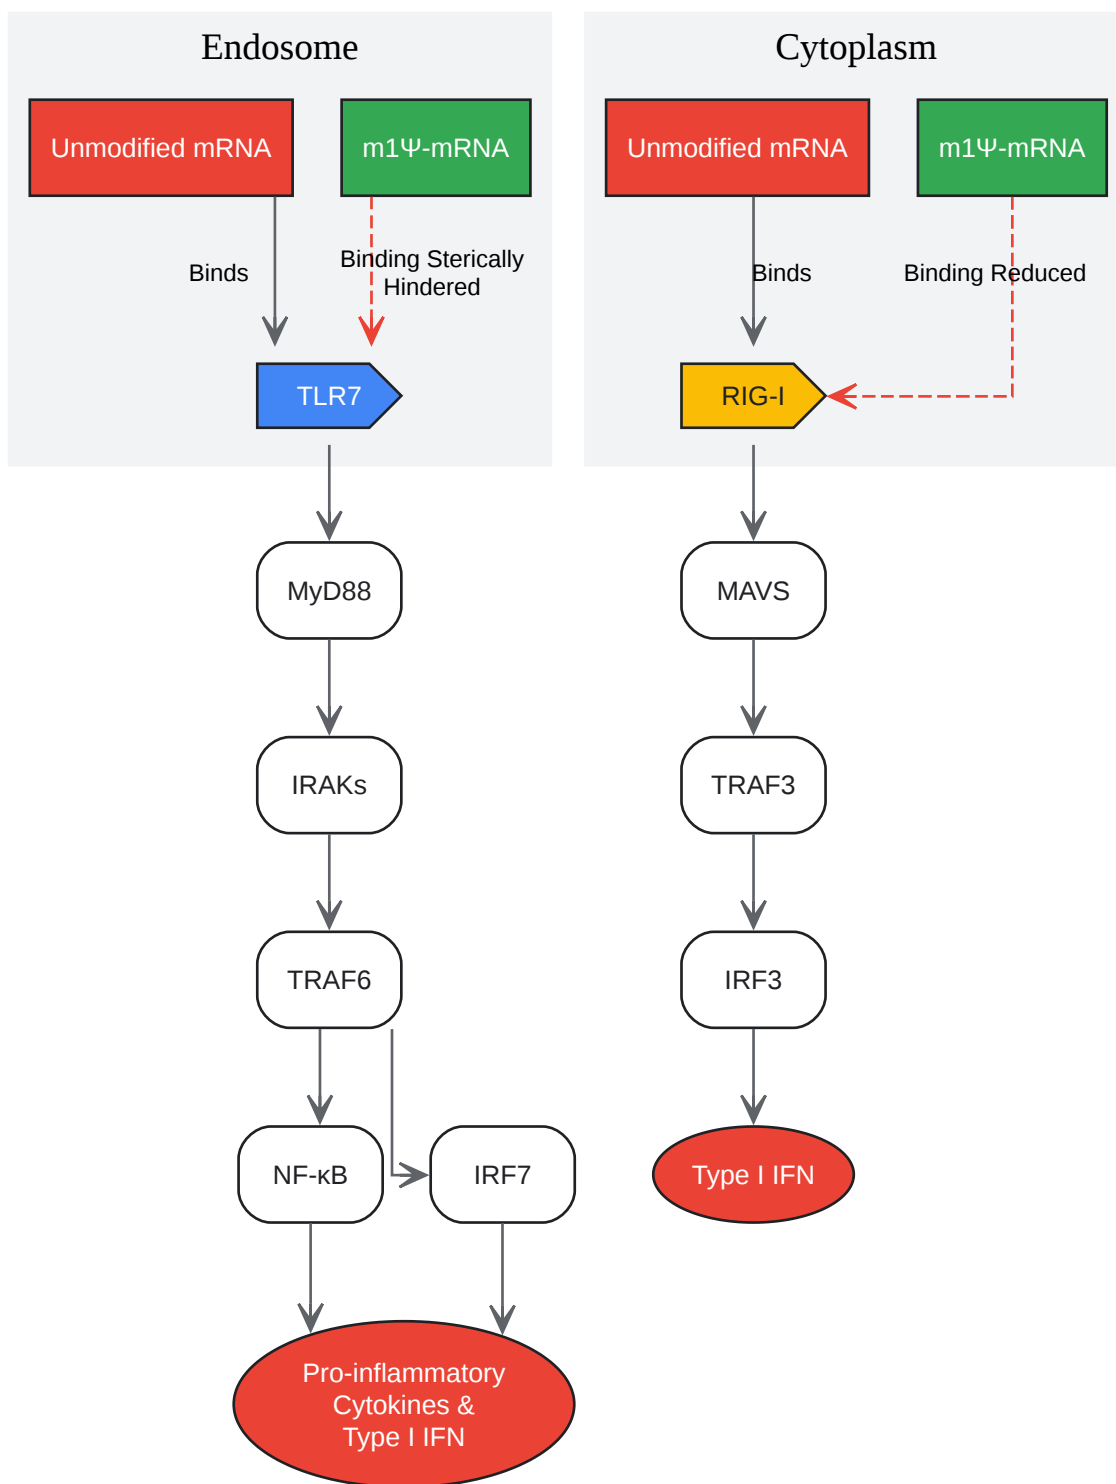 Endosome
Cytoplasm
Unmodified mRNA
m1Ψ-mRNA
Unmodified mRNA
m1Ψ-mRNA
Binds
Binding Sterically
Hindered
Binds
Binding Reduced
TLR7
RIG-I
MyD88
MAVS
IRAKs
TRAF3
TRAF6
IRF3
NF-κB
IRF7
Type I IFN
Pro-inflammatory
Cytokines &
Type I IFN